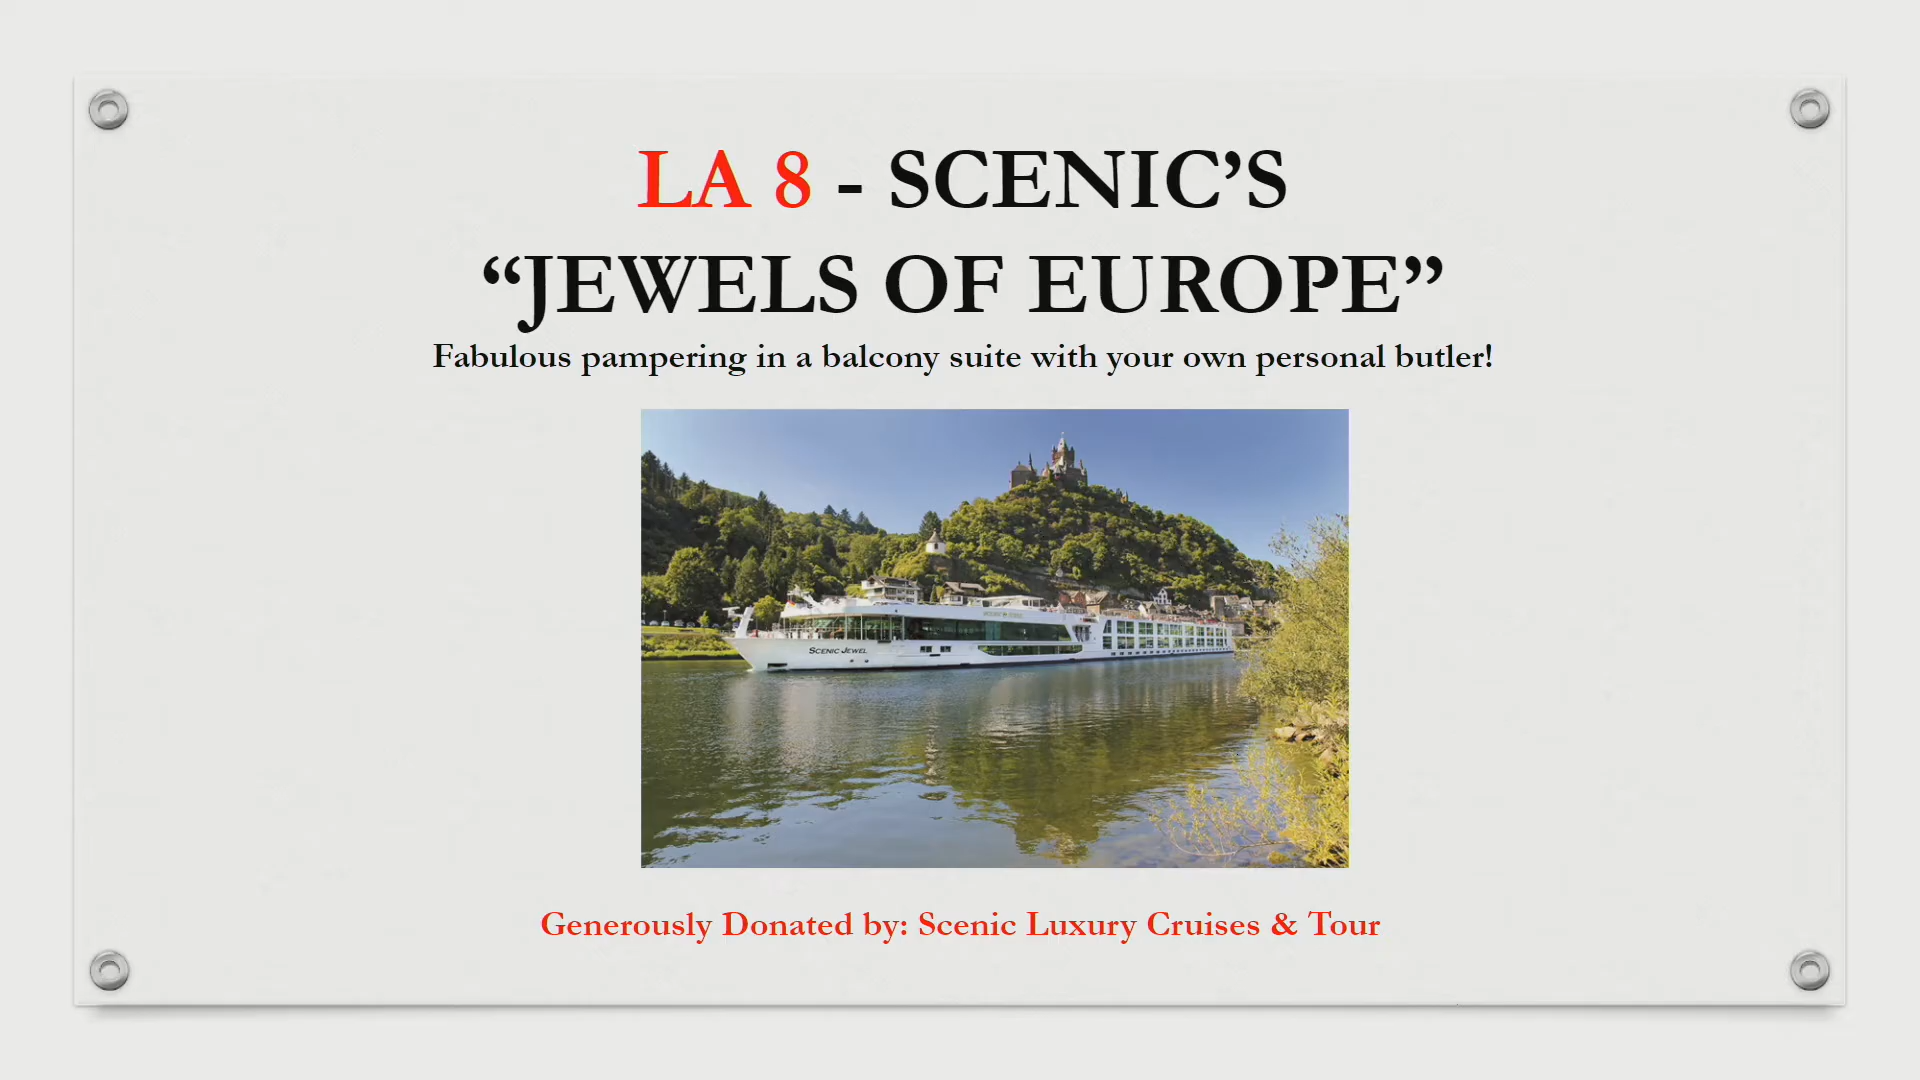 LA 8 - SCENIC’S
“JEWELS OF EUROPE”
Fabulous pampering in a balcony suite with your own personal butler!
SCENIC JEWEL
Generously Donated by: Scenic Luxury Cruises & Tour